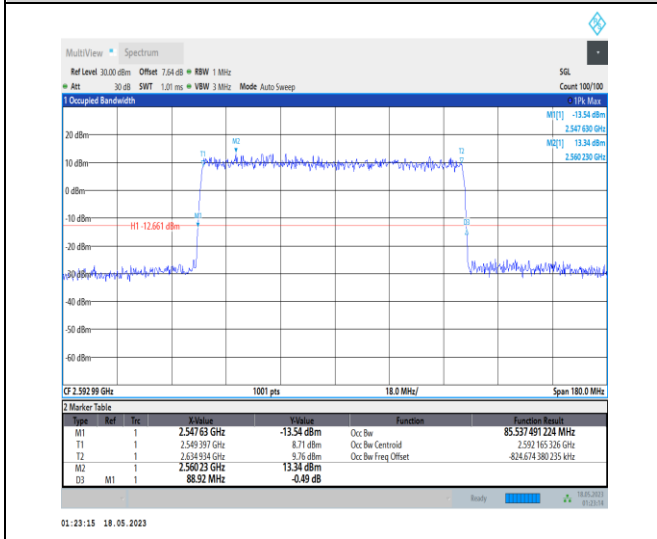 MultiView Spectrum
Ref Level 30.00 dBm Offset 7.64 dB RBW 1 MHz SGL
Att 30 dB SWT 1.01 ms VBW 3 MHz Mode Auto Sweep Count 100/100
1 Occupied Bandwidth 1Pk Max
M1[1] -13.54 dBm
2.547 630 GHz
M2[1] 13.34 dBm
2.560 230 GHz
20 dBm
M2
T1
T2
10 dBm
0 dBm
-10 dBm
M1
D3
H1 -12.661 dBm
-30 dBm
-40 dBm
-50 dBm
-60 dBm
CF 2.592 99 GHz 1001 pts 18.0 MHz/ Span 180.0 MHz
2 Marker Table
Type Ref Trc X-Value Y-Value Function Function Result
M1 1 2.547 63 GHz -13.54 dBm Occ Bw 85.537 491 224 MHz
T1 1 2.549 397 GHz 8.71 dBm Occ Bw Centroid 2.592 165 326 GHz
T2 1 2.634 934 GHz 9.76 dBm Occ Bw Freq Offset -824.674 380 235 kHz
M2 1 2.560 23 GHz 13.34 dBm
D3 M1 1 88.92 MHz -0.49 dB
Ready 18.05.2023
01:23:16
01:23:15 18.05.2023